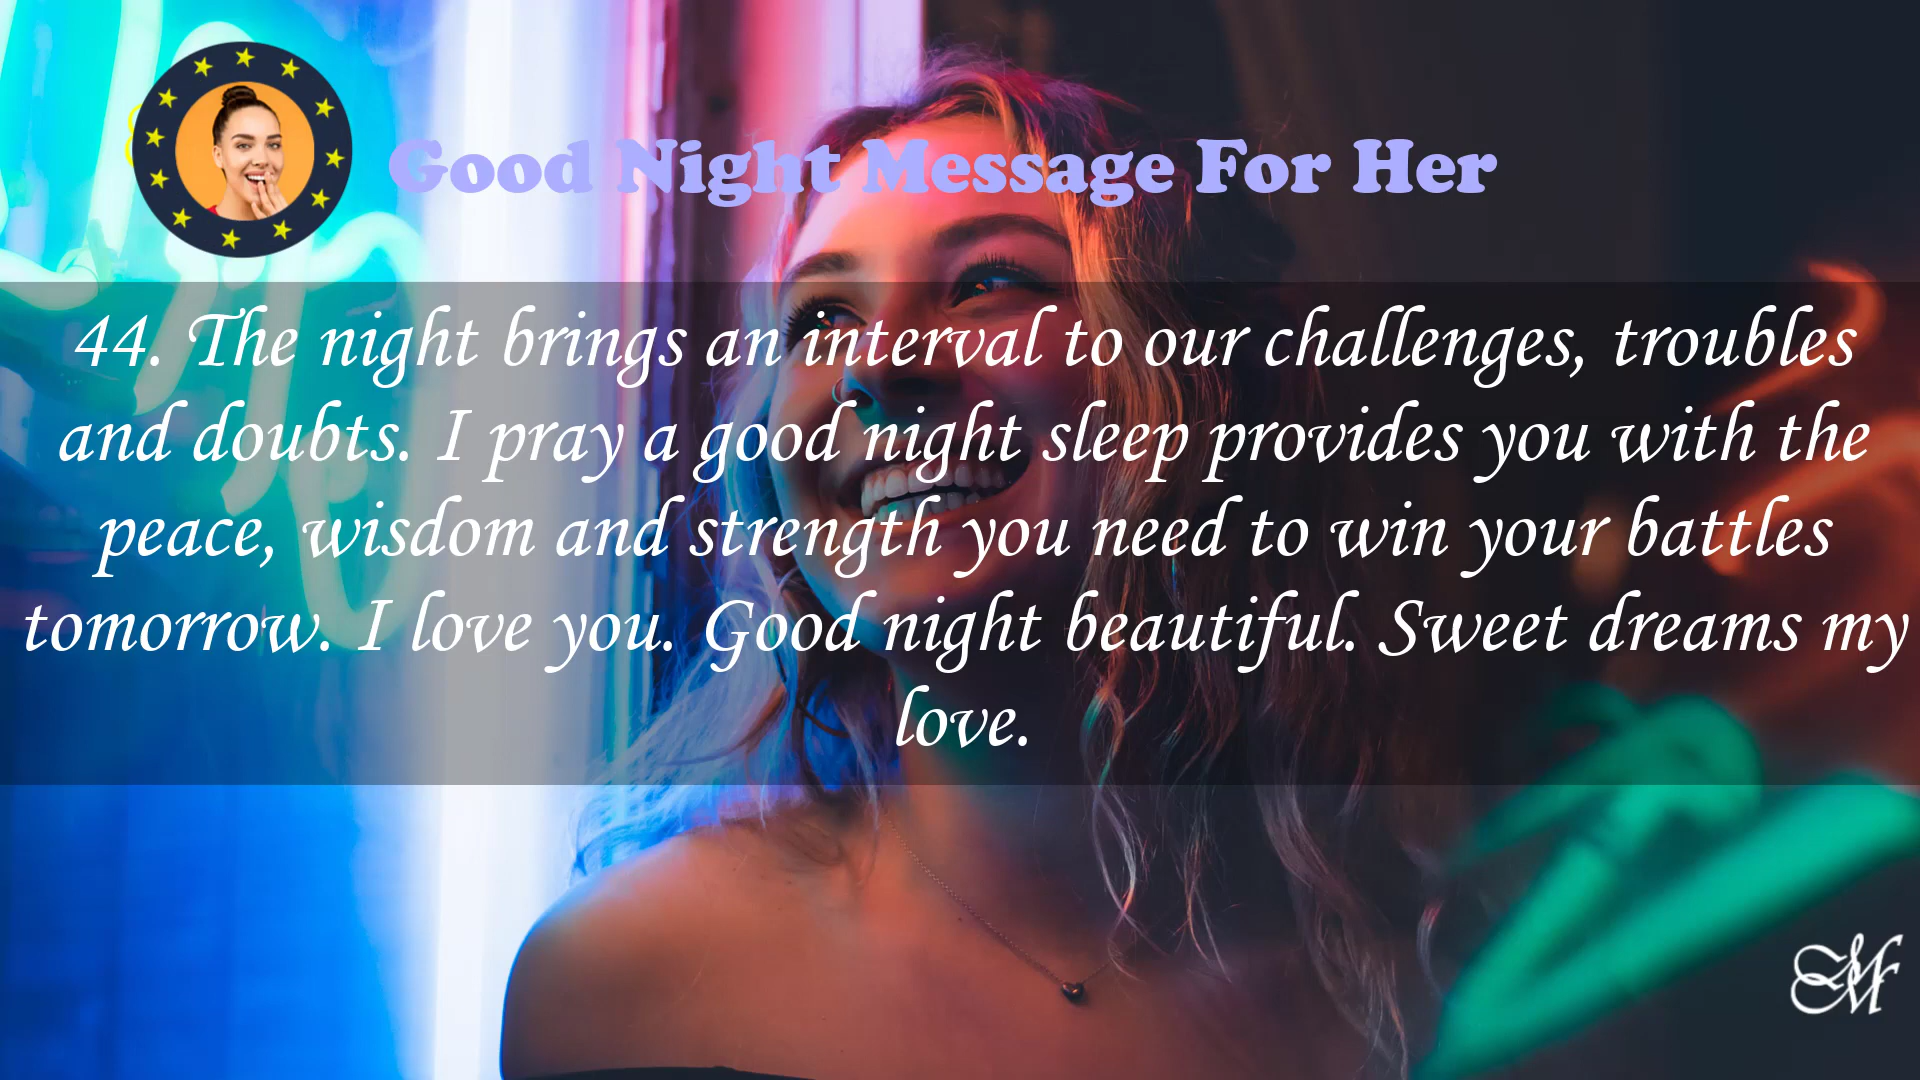 Good Night Message For Her
44. The night brings an interval to our challenges, troubles
and doubts. I pray a good night sleep provides you with the
peace, wisdom and strength you need to win your battles
tomorrow. I love you. Good night beautiful. Sweet dreams my
love.